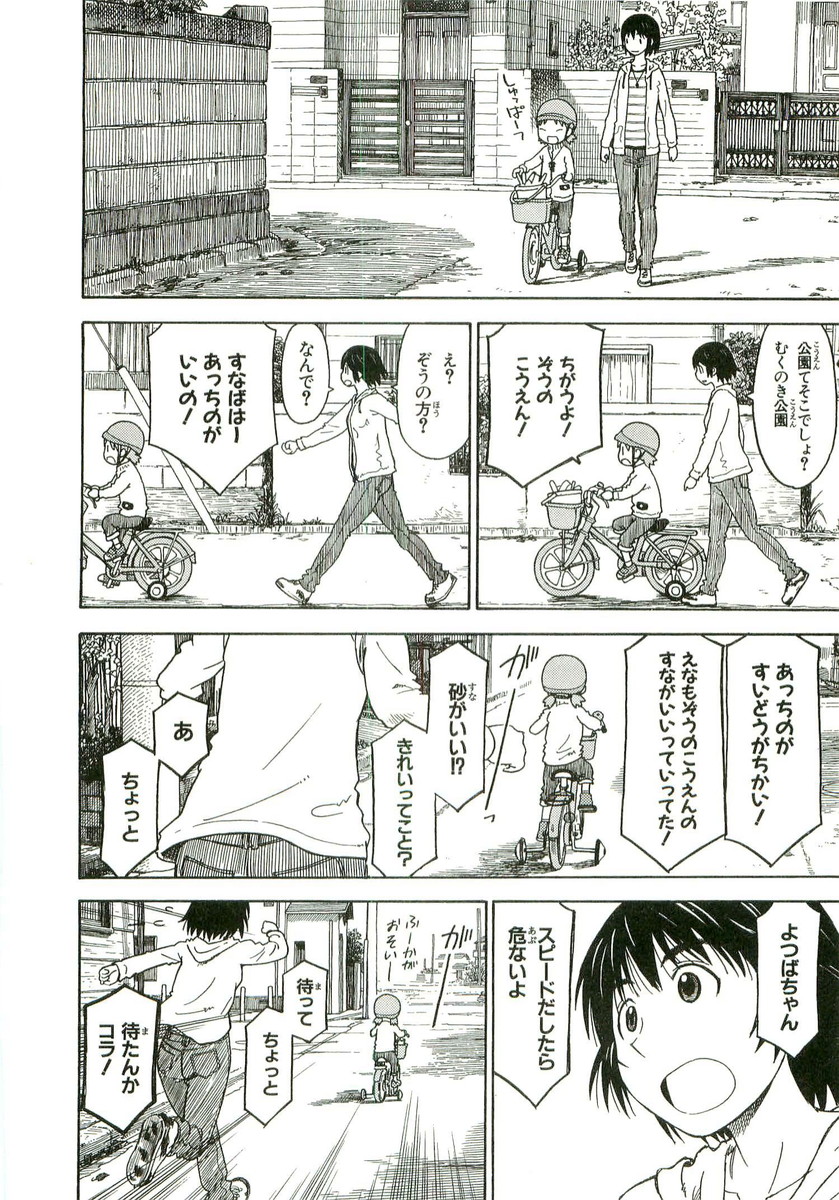 しゅっぱーっ
公園てそこでしょ？
むくのき公園
ちがうよ！
ぞうの
こうえん！
え？
ぞうの方？
なんで？
すなばはー
あっちのが
いいの！
あっちのが
すいどうがちかい！
えなもぞうのこうえんの
すながいいっていってた！
ガガ
砂がいい!?
きれいってこと？
あ
ちょっと
よつばちゃん
スピードだしたら
危ないよ
ガガ
ふーかが
おそいー
待って
ちょっと
待たんか
コラ！